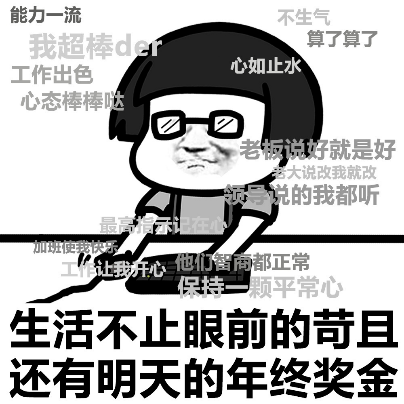 能力一流
不生气
我超棒der
算了算了
工作出色
心如止水
心态棒棒哒
老板说好就是好
老大说改我就改
领导说的我都听
最高指示记在心
加班使我快乐
工作让我开心
他们智商都正常
保持一颗平常心
生活不止眼前的苟且
还有明天的年终奖金